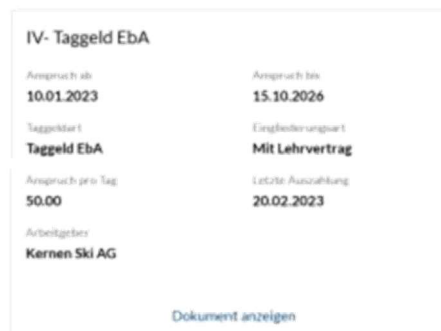 IV- Taggeld EbA
Anspruch ab Anspruch bis
10.01.2023 15.10.2026
Taggeldart Eingliederungsart
Taggeld EbA Mit Lehrvertrag
Anspruch pro Tag Letzte Auszahlung
50.00 20.02.2023
Arbeitgeber
Kernen Ski AG
Dokument anzeigen